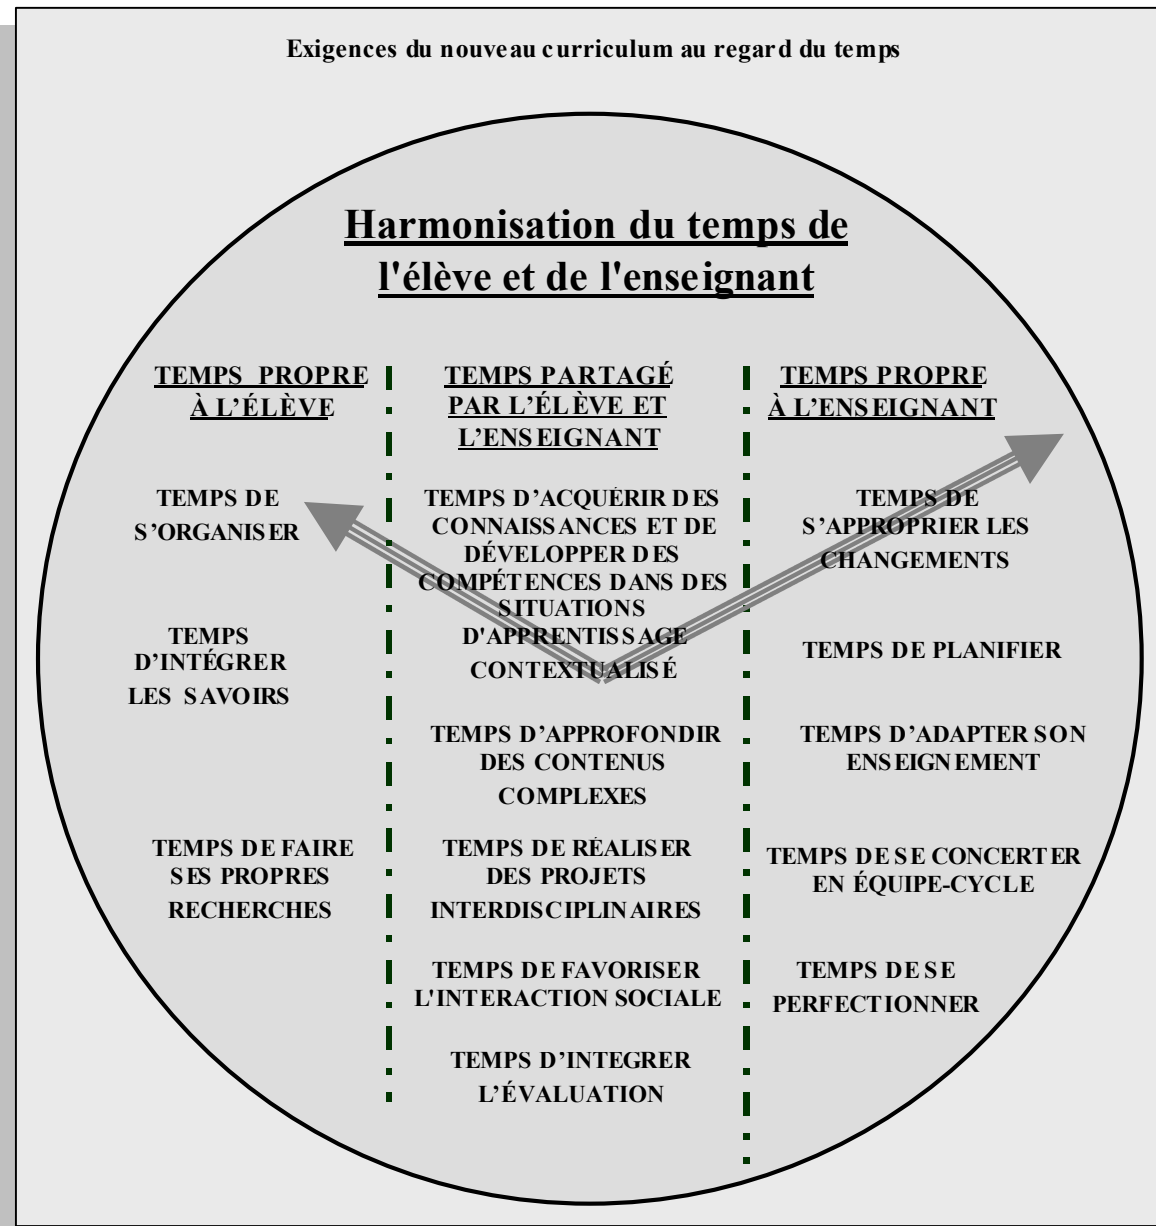 Exigences du nouveau curriculum au regard du temps
Harmonisation du temps de
l'élève et de l'enseignant
TEMPS PROPRE
À L’ÉLÈVE
TEMPS DE
S’ORGANISER
TEMPS
D’INTÉGRER
LES SAVOIRS
TEMPS DE FAIRE
SES PROPRES
RECHERCHES
TEMPS PARTAGÉ
PAR L’ÉLÈVE ET
L’ENSEIGNANT
TEMPS D’ACQUÉRIR DES
CONNAISSANCES ET DE
DÉVELOPPER DES
COMPÉTENCES DANS DES
SITUATIONS
D'APPRENTISSAGE
CONTEXTUALISÉ
TEMPS D’APPROFONDIR
DES CONTENUS
COMPLEXES
TEMPS DE RÉALISER
DES PROJETS
INTERDISCIPLINAIRES
TEMPS DE FAVORISER
L'INTERACTION SOCIALE
TEMPS D’INTEGRER
L’ÉVALUATION
TEMPS PROPRE
À L’ENSEIGNANT
TEMPS DE
S’APPROPRIER LES
CHANGEMENTS
TEMPS DE PLANIFIER
TEMPS D’ADAPTER SON
ENSEIGNEMENT
TEMPS DE SE CONCERTER
EN ÉQUIPE-CYCLE
TEMPS DE SE
PERFECTIONNER